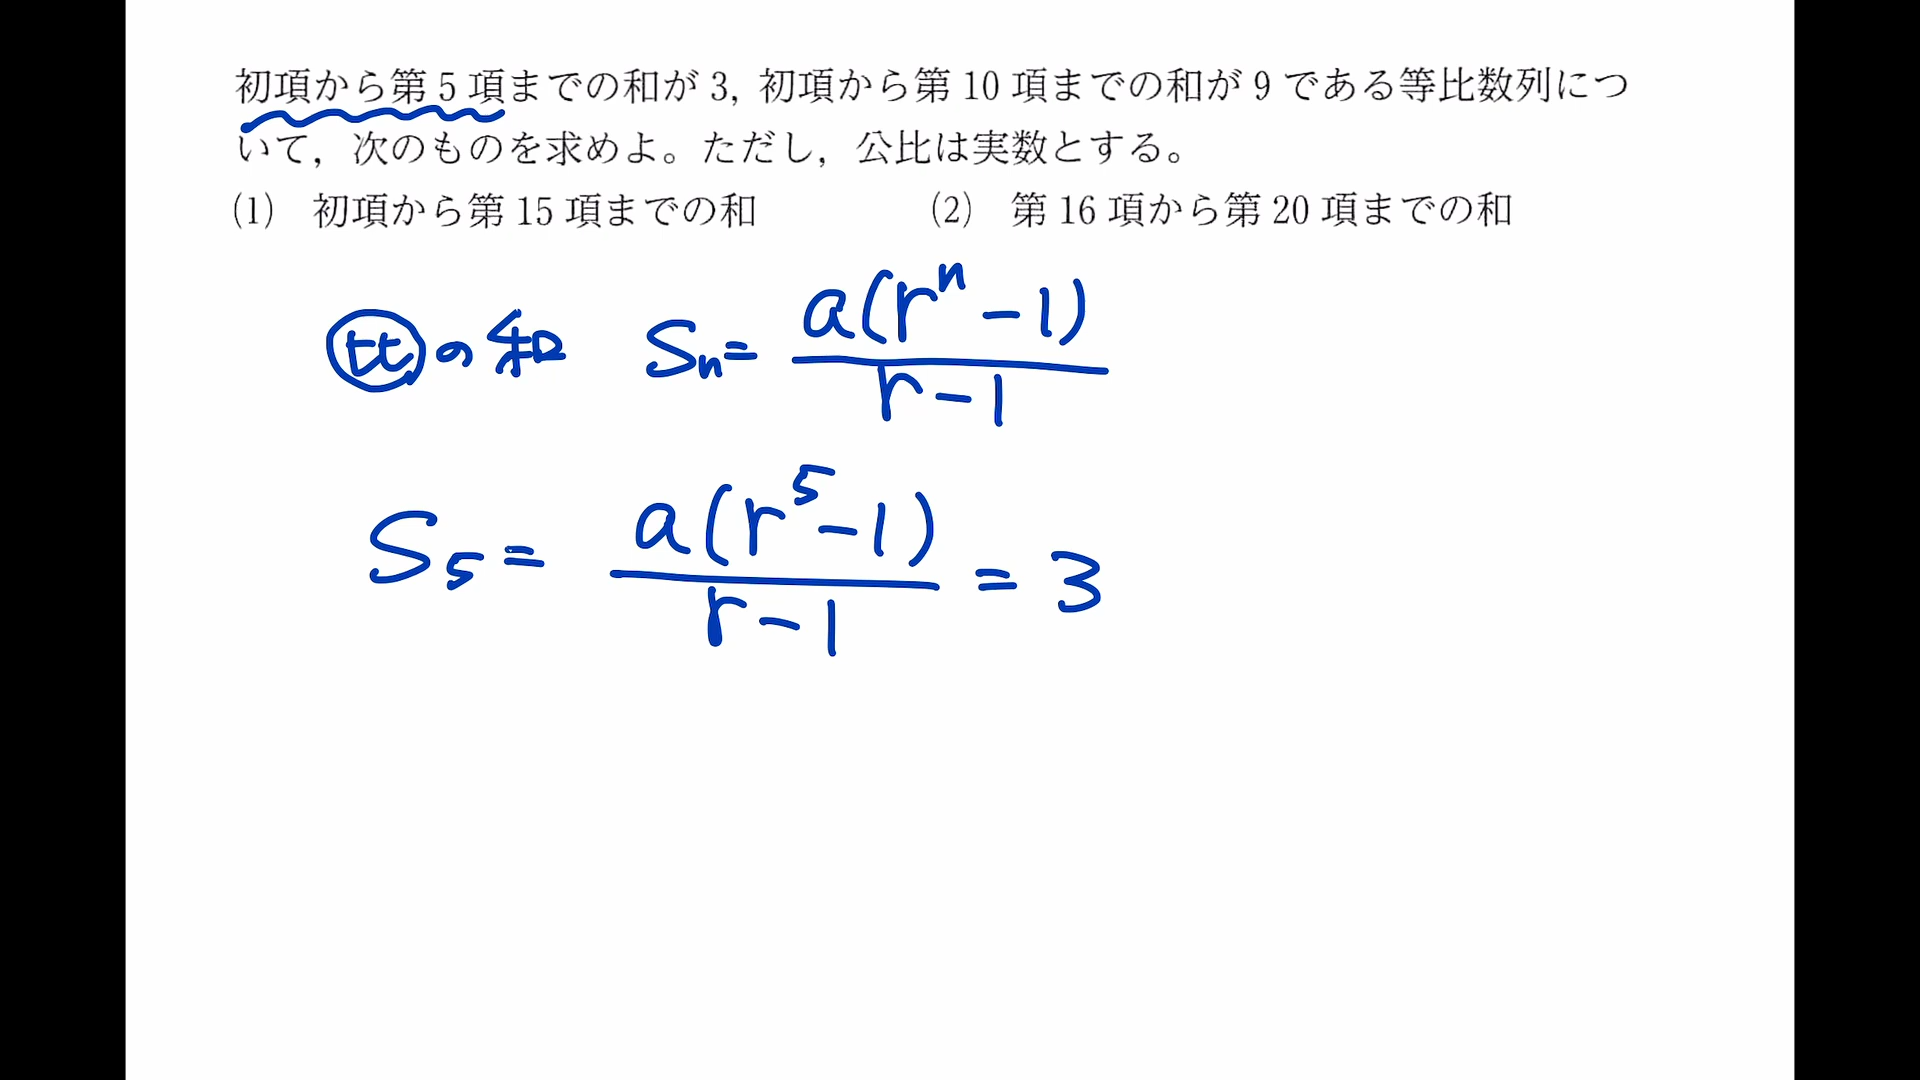 初項から第 5 項までの和が 3, 初項から第 10 項までの和が 9 である等比数列につ
いて，次のものを求めよ。ただし，公比は実数とする。
(1) 初項から第 15 項までの和 (2) 第 16 項から第 20 項までの和
比の和 Sn = a(r^n − 1) / (r − 1)
S5 = a(r^5 − 1) / (r − 1) = 3